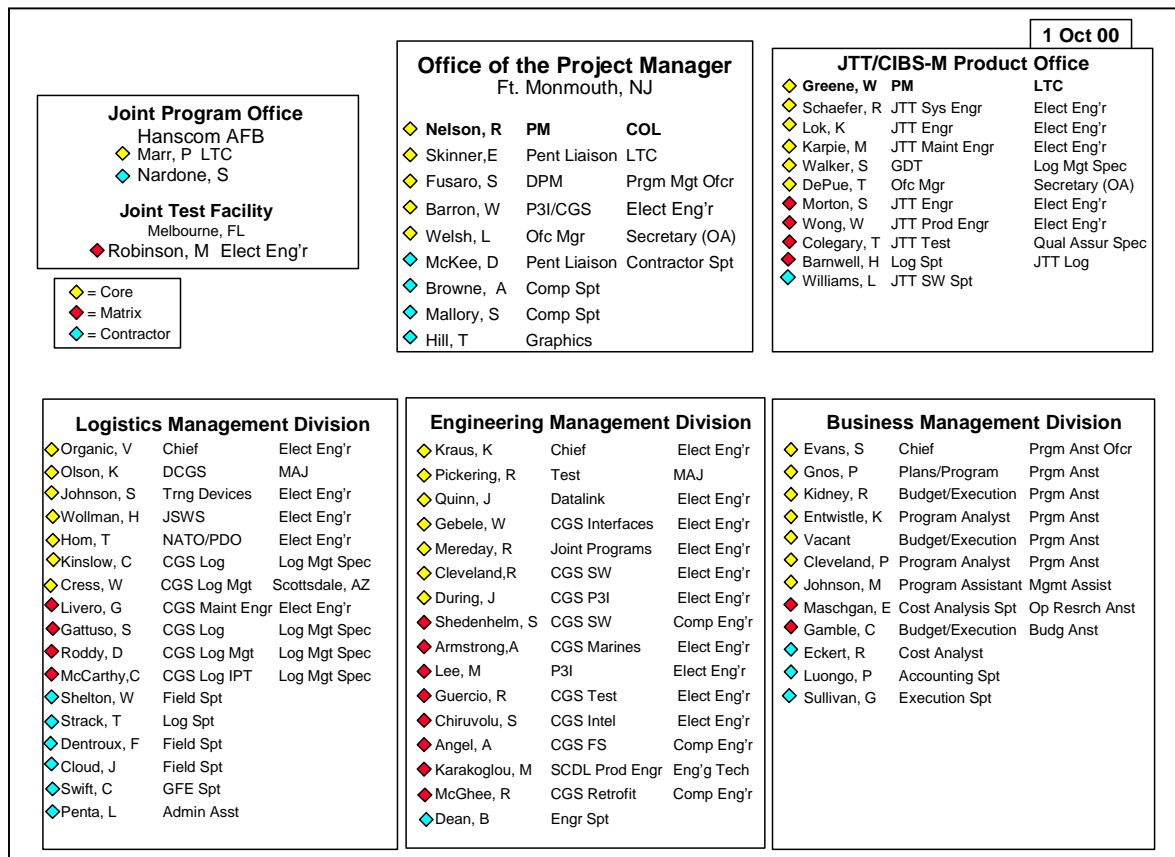 1 Oct 00
Joint Program Office
Hanscom AFB
Marr, P LTC
Nardone, S
Joint Test Facility
Melbourne, FL
Robinson, M Elect Eng'r
= Core
= Matrix
= Contractor
Office of the Project Manager
Ft. Monmouth, NJ
Nelson, R PM COL
Skinner,E Pent Liaison LTC
Fusaro, S DPM Prgm Mgt Ofcr
Barron, W P3I/CGS Elect Eng'r
Welsh, L Ofc Mgr Secretary (OA)
McKee, D Pent Liaison Contractor Spt
Browne, A Comp Spt
Mallory, S Comp Spt
Hill, T Graphics
JTT/CIBS-M Product Office
Greene, W PM LTC
Schaefer, R JTT Sys Engr Elect Eng'r
Lok, K JTT Engr Elect Eng'r
Karpie, M JTT Maint Engr Elect Eng'r
Walker, S GDT Log Mgt Spec
DePue, T Ofc Mgr Secretary (OA)
Morton, S JTT Engr Elect Eng'r
Wong, W JTT Prod Engr Elect Eng'r
Colegary, T JTT Test Qual Assur Spec
Barnwell, H Log Spt JTT Log
Williams, L JTT SW Spt
Logistics Management Division
Organic, V Chief Elect Eng'r
Olson, K DCGS MAJ
Johnson, S Trng Devices Elect Eng'r
Wollman, H JSWS Elect Eng'r
Hom, T NATO/PDO Elect Eng'r
Kinslow, C CGS Log Log Mgt Spec
Cress, W CGS Log Mgt Scottsdale, AZ
Livero, G CGS Maint Engr Elect Eng'r
Gattuso, S CGS Log Log Mgt Spec
Roddy, D CGS Log Mgt Log Mgt Spec
McCarthy,C CGS Log IPT Log Mgt Spec
Shelton, W Field Spt
Strack, T Log Spt
Dentroux, F Field Spt
Cloud, J Field Spt
Swift, C GFE Spt
Penta, L Admin Asst
Engineering Management Division
Kraus, K Chief Elect Eng'r
Pickering, R Test MAJ
Quinn, J Datalink Elect Eng'r
Gebele, W CGS Interfaces Elect Eng'r
Mereday, R Joint Programs Elect Eng'r
Cleveland,R CGS SW Elect Eng'r
During, J CGS P3I Elect Eng'r
Shedenhelm, S CGS SW Comp Eng'r
Armstrong,A CGS Marines Elect Eng'r
Lee, M P3I Elect Eng'r
Guercio, R CGS Test Elect Eng'r
Chiruvolu, S CGS Intel Elect Eng'r
Angel, A CGS FS Comp Eng'r
Karakoglou, M SCDL Prod Engr Eng'g Tech
McGhee, R CGS Retrofit Comp Eng'r
Dean, B Engr Spt
Business Management Division
Evans, S Chief Prgm Anst Ofcr
Gnos, P Plans/Program Prgm Anst
Kidney, R Budget/Execution Prgm Anst
Entwistle, K Program Analyst Prgm Anst
Vacant Budget/Execution Prgm Anst
Cleveland, P Program Analyst Prgm Anst
Johnson, M Program Assistant Mgmt Assist
Maschgan, E Cost Analysis Spt Op Resrch Anst
Gamble, C Budget/Execution Budg Anst
Eckert, R Cost Analyst
Luongo, P Accounting Spt
Sullivan, G Execution Spt